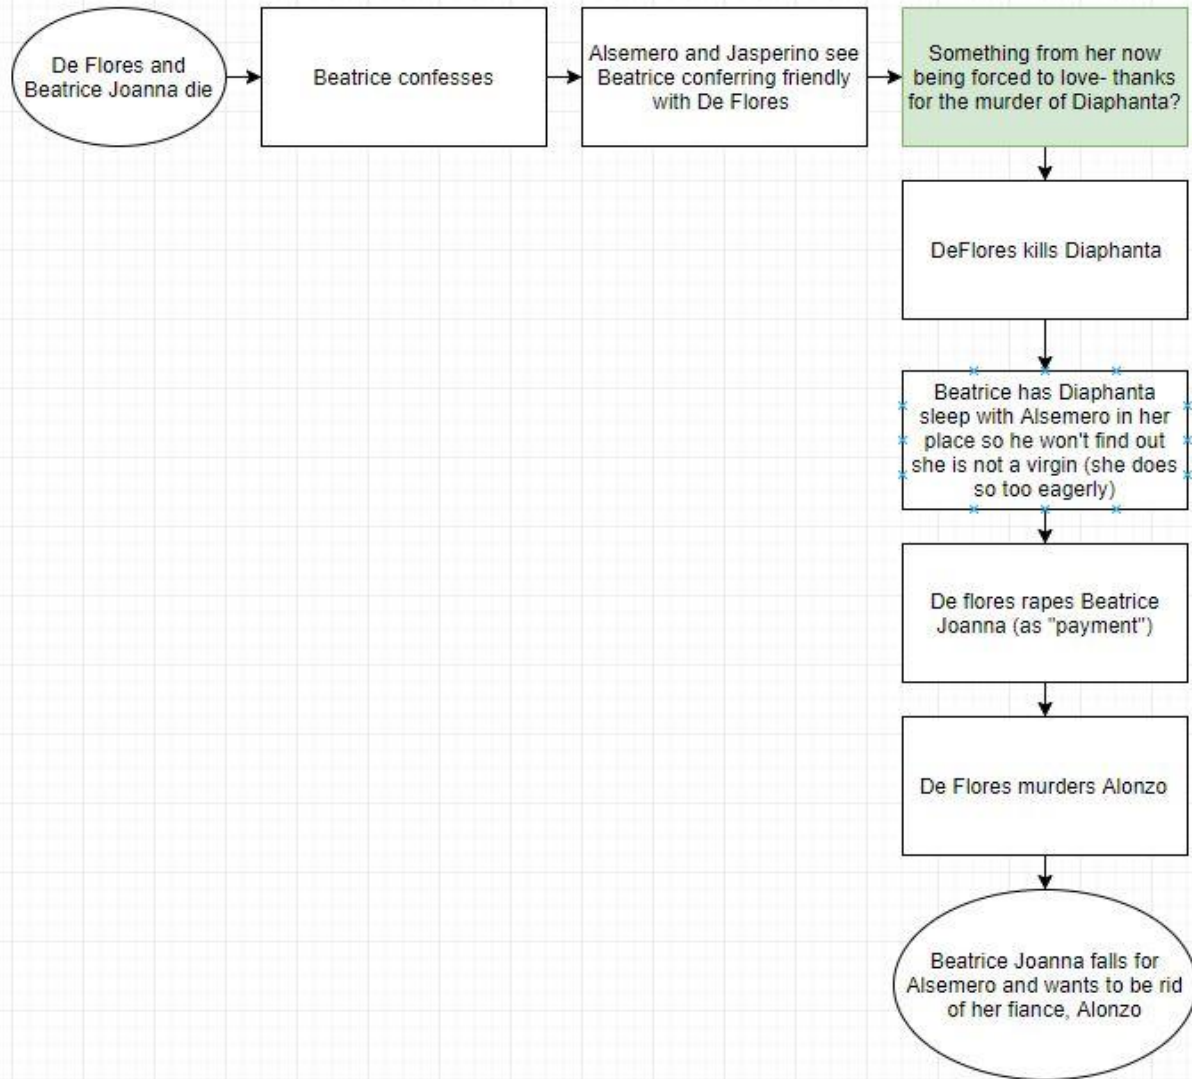 De Flores and
Beatrice Joanna die
Beatrice confesses
Alsemero and Jasperino see
Beatrice conferring friendly
with De Flores
Something from her now
being forced to love- thanks
for the murder of Diaphanta?
DeFlores kills Diaphanta
Beatrice has Diaphanta
sleep with Alsemero in her
place so he won't find out
she is not a virgin (she does
so too eagerly)
De flores rapes Beatrice
Joanna (as "payment")
De Flores murders Alonzo
Beatrice Joanna falls for
Alsemero and wants to be rid
of her fiance, Alonzo